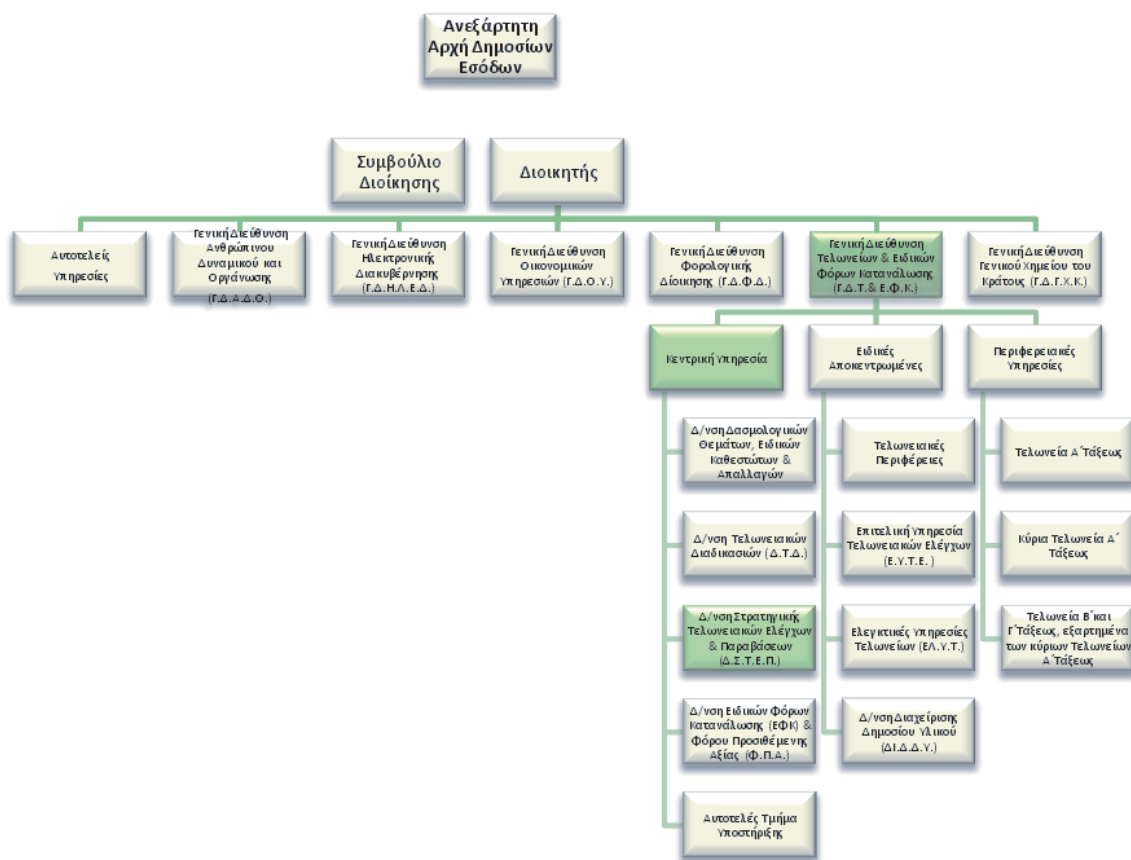 Ανεξάρτητη
Αρχή Δημοσίων
Εσόδων
Συμβούλιο
Διοίκησης
Διοικητής
Αυτοτελείς
Υπηρεσίες
Γενική Διεύθυνση
Ανθρώπινου
Δυναμικού και
Οργάνωσης
(Γ.Δ.Α.Δ.Ο.)
Γενική Διεύθυνση
Ηλεκτρονικής
Διακυβέρνησης
(Γ.Δ.Η.Λ.Ε.Δ.)
Γενική Διεύθυνση
Οικονομικών
Υπηρεσιών (Γ.Δ.Ο.Υ.)
Γενική Διεύθυνση
Φορολογικής
Δίοικησης (Γ.Δ.Φ.Δ.)
Γενική Διεύθυνση
Τελωνείων & Ειδικών
Φόρων Κατανάλωσης
(Γ.Δ.Τ.& Ε.Φ.Κ.)
Γενική Διεύθυνση
Γενικού Χημείου του
Κράτους (Γ.Δ.Γ.Χ.Κ.)
Κεντρική Υπηρεσία
Ειδικές
Αποκεντρωμένες
Περιφερειακές
Υπηρεσίες
Δ/νση Δασμολογικών
Θεμάτων, Ειδικών
Καθεστώτων &
Απαλλαγών
Δ/νση Τελωνειακών
Διαδικασιών (Δ.Τ.Δ.)
Δ/νση Στρατηγικής
Τελωνειακών Ελέγχων
& Παραβάσεων
(Δ.Σ.Τ.Ε.Π.)
Δ/νση Ειδικών Φόρων
Κατανάλωσης (ΕΦΚ) &
Φόρου Προσιθέμενης
Αξίας (Φ.Π.Α.)
Αυτοτελές Τμήμα
Υποστήριξης
Τελωνειακές
Περιφέρειες
Επιτελική Υπηρεσία
Τελωνειακών Ελέγχων
(Ε.Υ.Τ.Ε.)
Ελεγκτικές Υπηρεσίες
Τελωνείων (ΕΛ.Υ.Τ.)
Δ/νση Διαχείρισης
Δημοσίου Υλικού
(ΔΙ.Δ.Δ.Υ.)
Τελωνεία Α΄Τάξεως
Κύρια Τελωνεία Α΄
Τάξεως
Τελωνεία Β΄και
Γ΄Τάξεως, εξαρτημένα
των κύριων Τελωνείων
Α΄Τάξεως